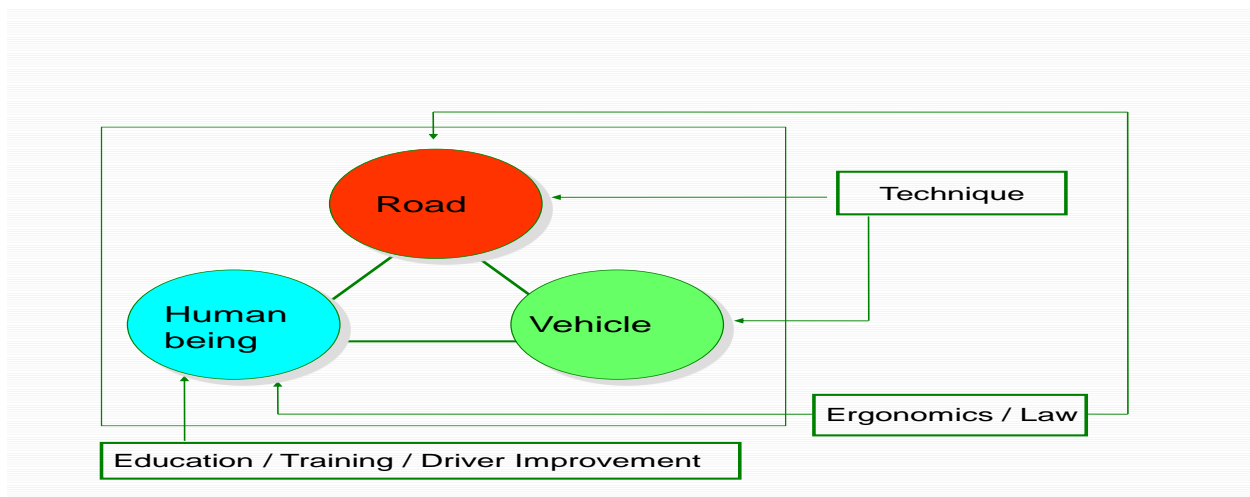 Road
Technique
Human
being
Vehicle
Ergonomics / Law
Education / Training / Driver Improvement